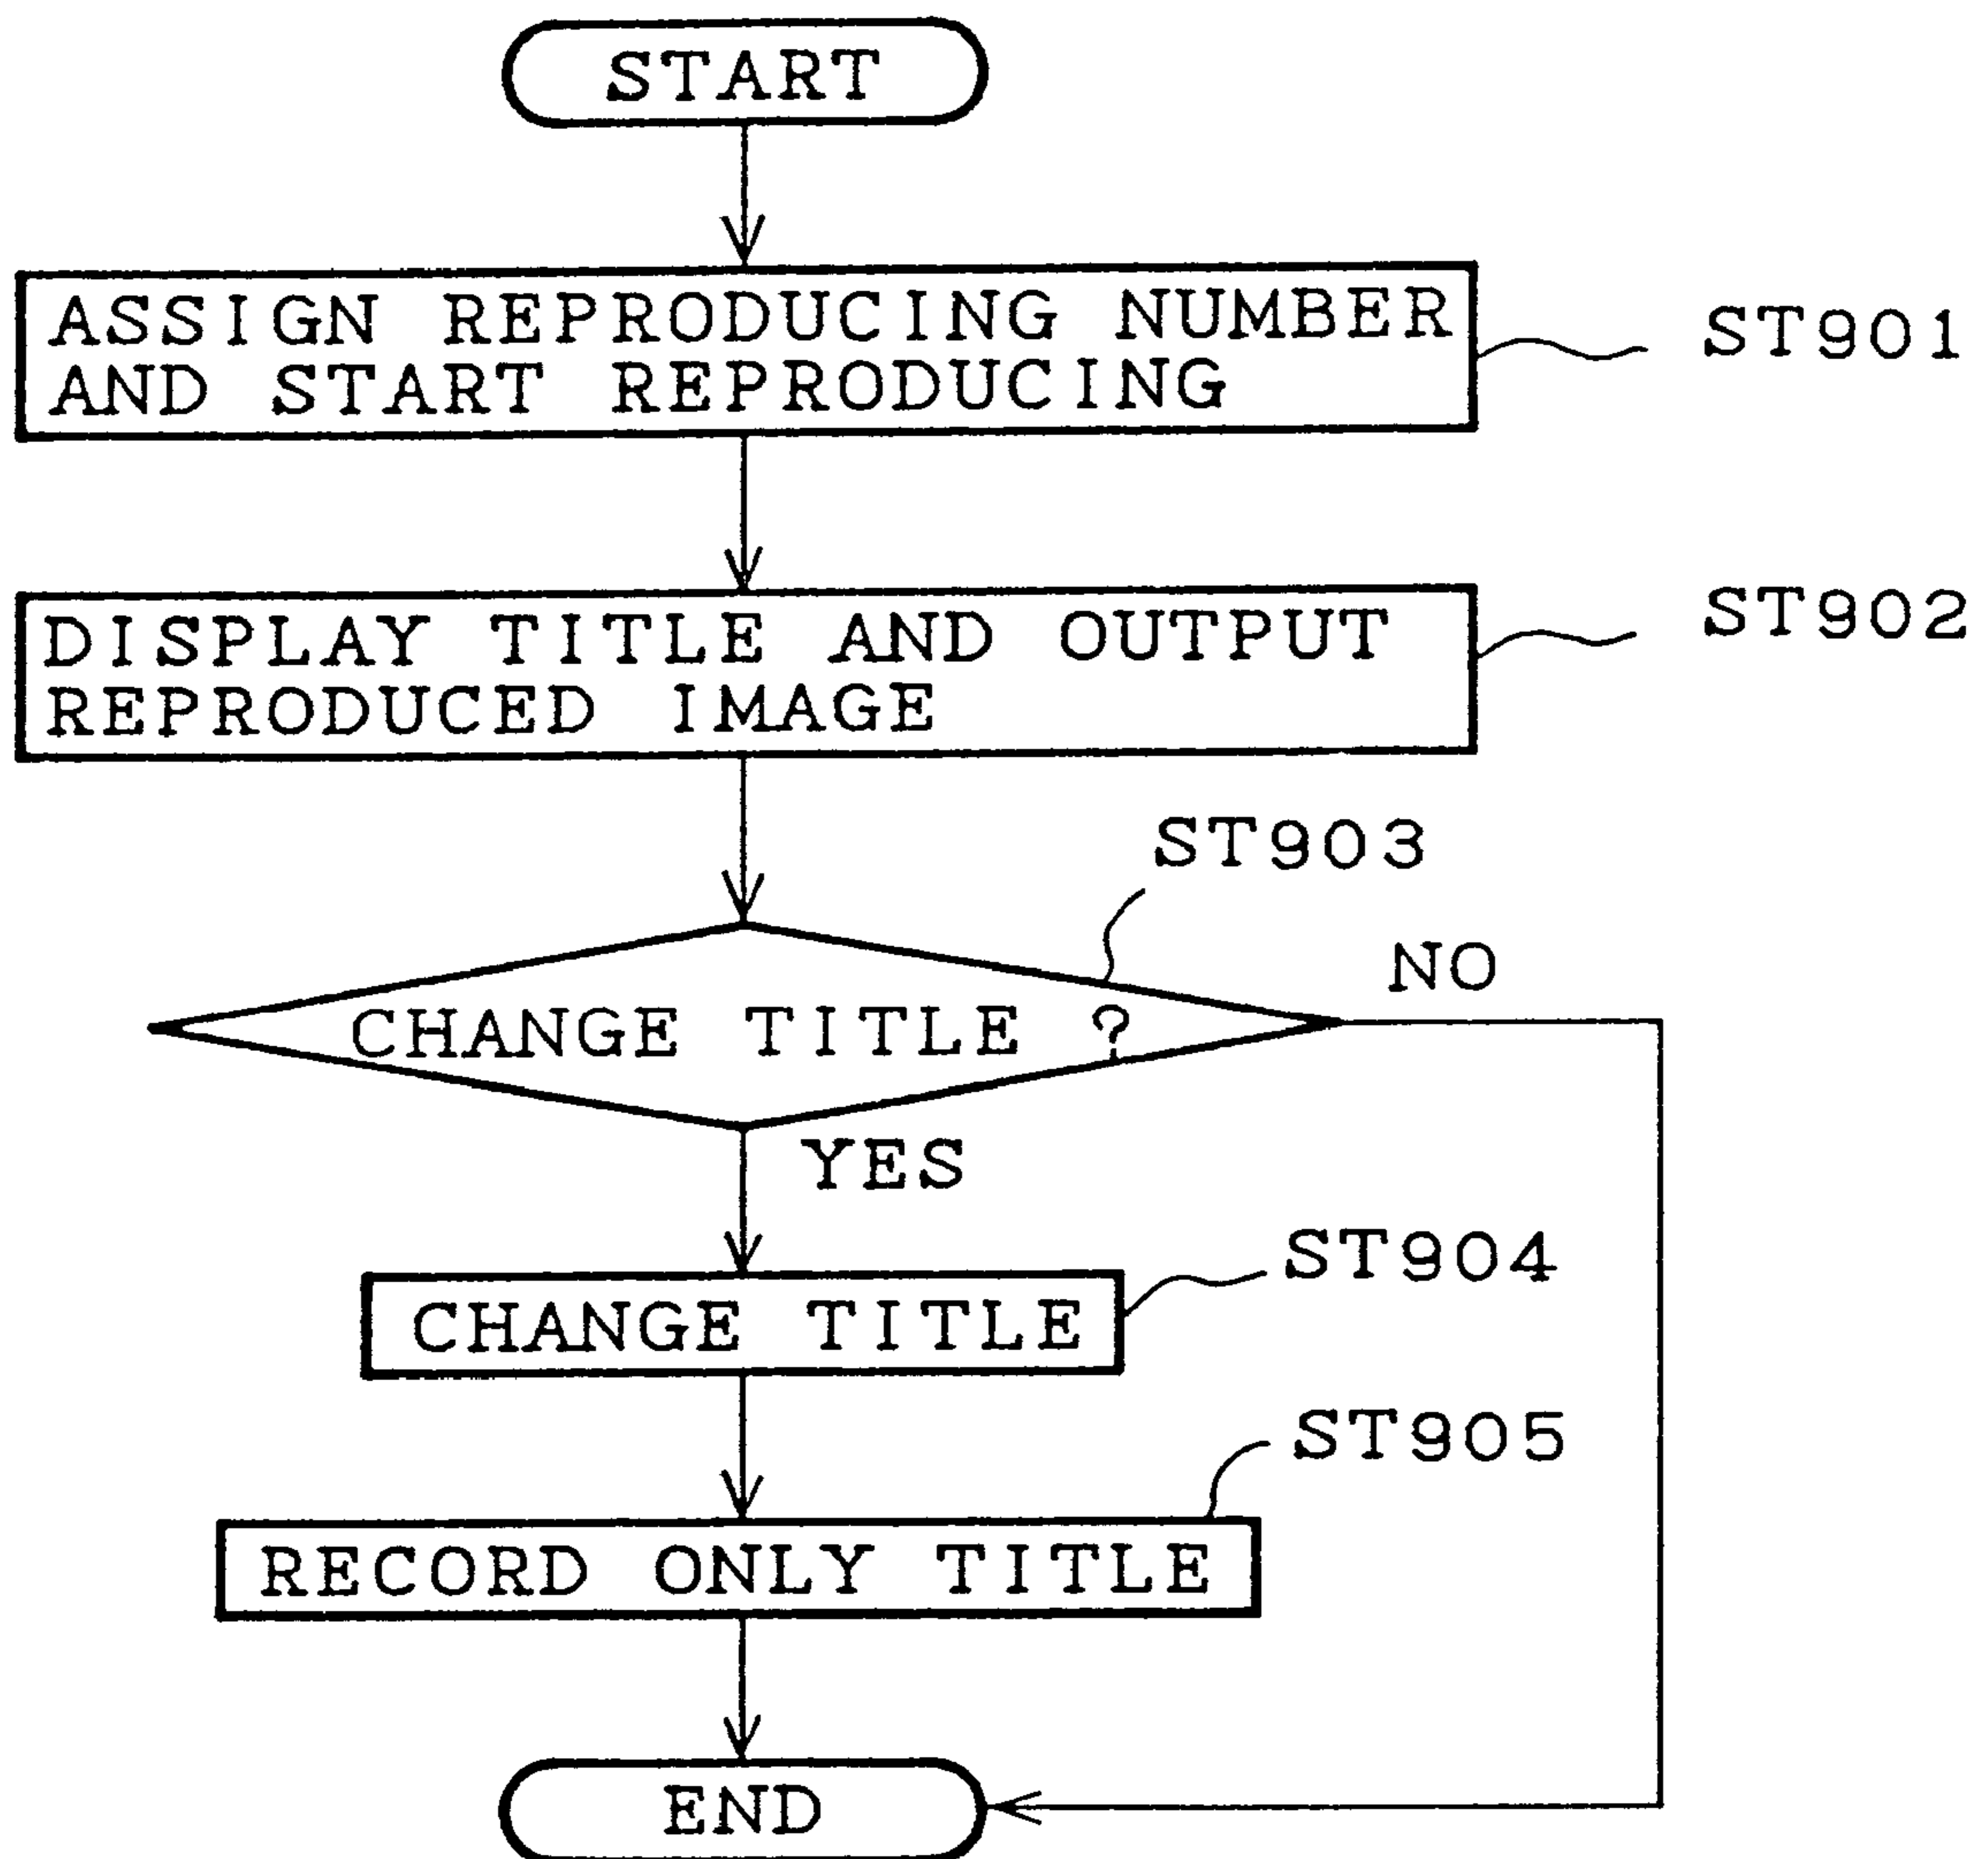 START
ASSIGN REPRODUCING NUMBER
AND START REPRODUCING
ST901
DISPLAY TITLE AND OUTPUT
REPRODUCED IMAGE
ST902
ST903
CHANGE TITLE ?
NO
YES
ST904
CHANGE TITLE
ST905
RECORD ONLY TITLE
END